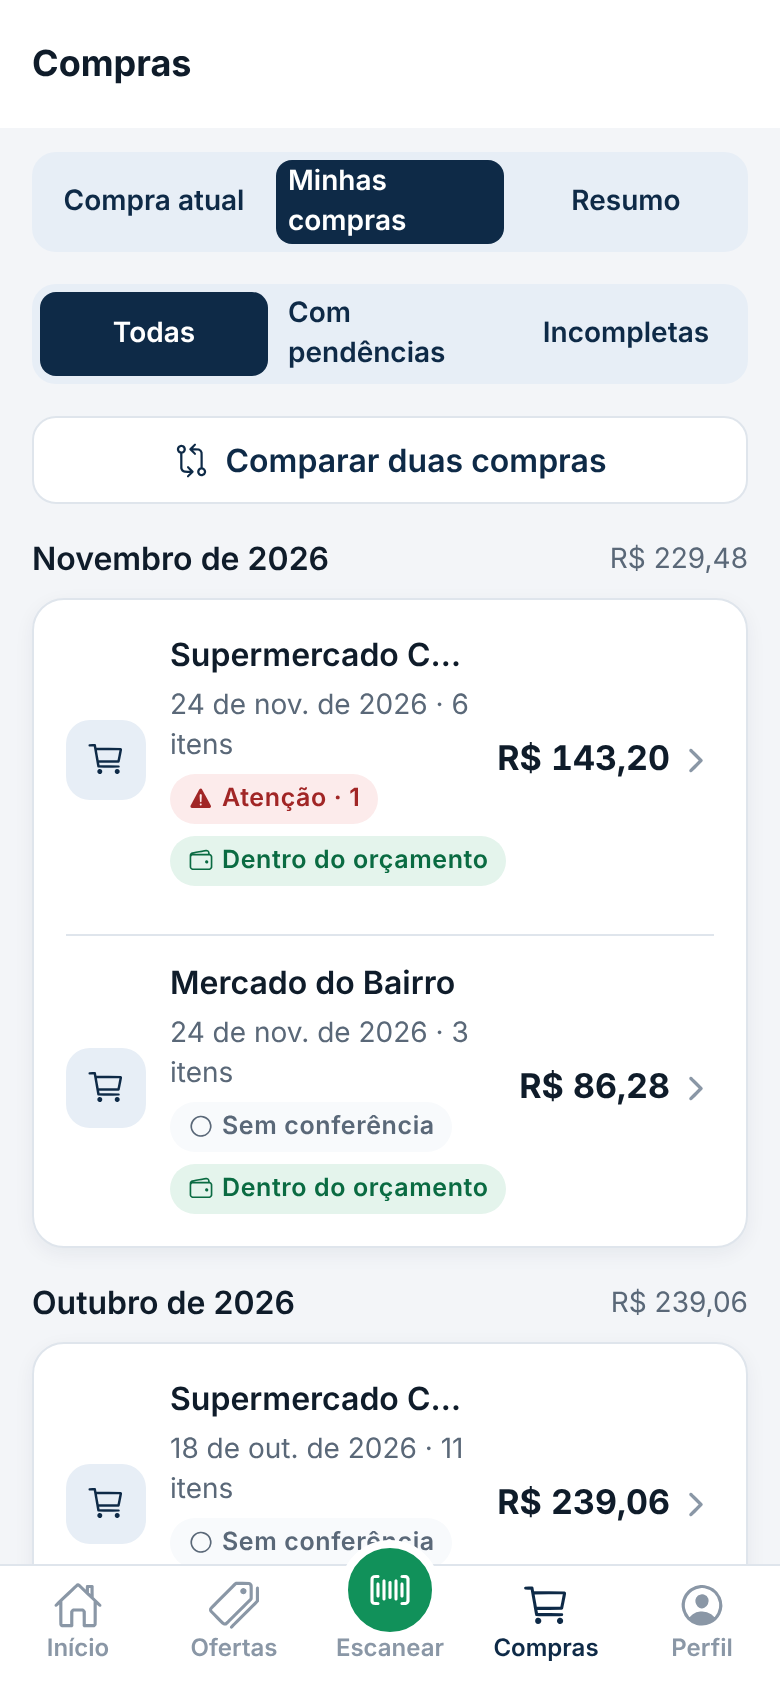 Compras
Compra atual
Minhas
compras
Resumo
Todas
Com
pendências
Incompletas
Comparar duas compras
Novembro de 2026
R$ 229,48
Supermercado C...
24 de nov. de 2026 · 6
itens
R$ 143,20
Atenção · 1
Dentro do orçamento
Mercado do Bairro
24 de nov. de 2026 · 3
itens
R$ 86,28
Sem conferência
Dentro do orçamento
Outubro de 2026
R$ 239,06
Supermercado C...
18 de out. de 2026 · 11
itens
R$ 239,06
Sem conferência
Início
Ofertas
Escanear
Compras
Perfil